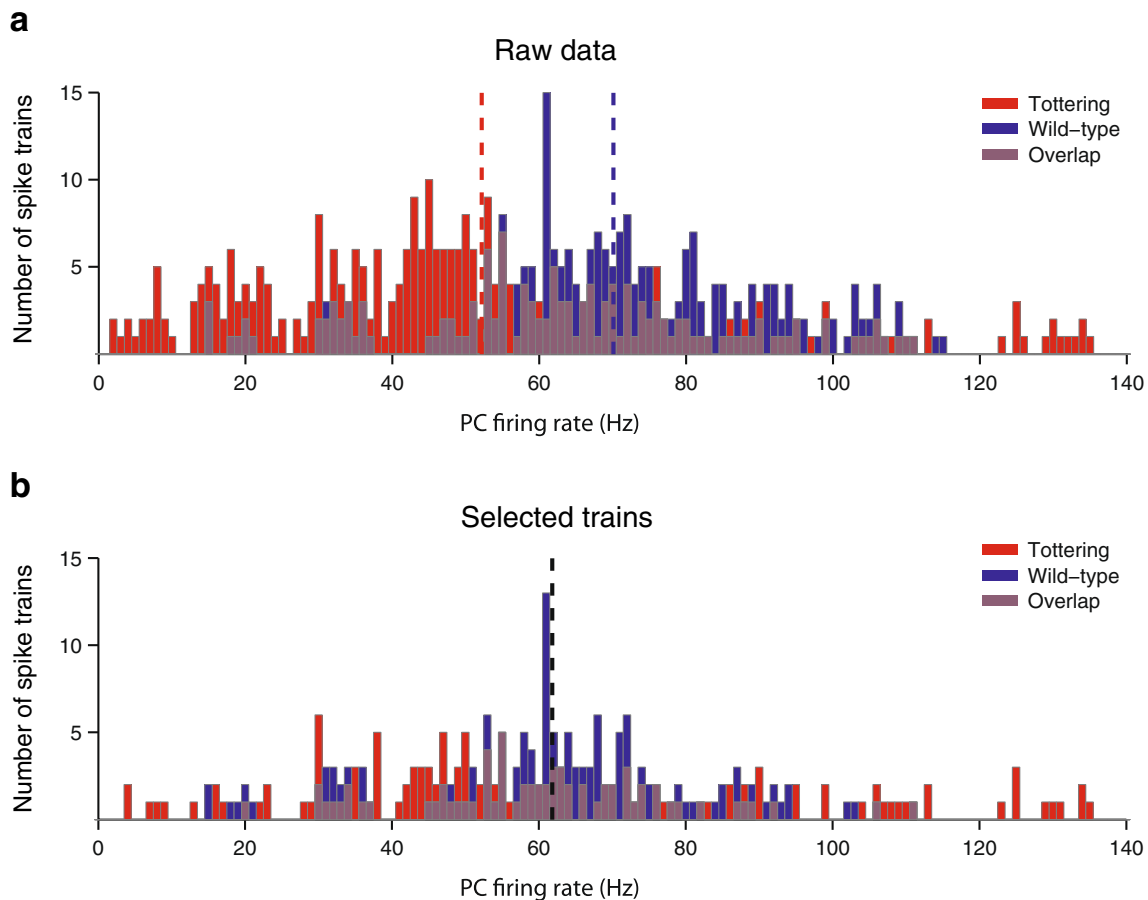 a
Raw data
Number of spike trains
15
10
5
Tottering
Wild−type
Overlap
0 20 40 60 80 100 120 140
PC firing rate (Hz)
b
Selected trains
Number of spike trains
15
10
5
Tottering
Wild−type
Overlap
0 20 40 60 80 100 120 140
PC firing rate (Hz)